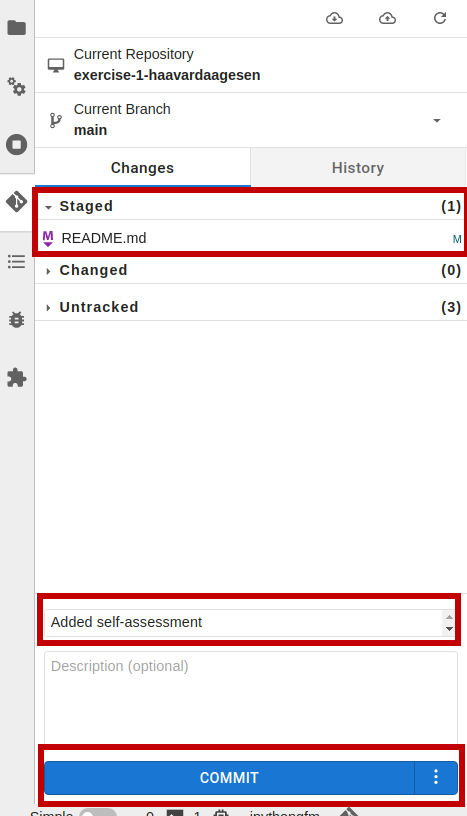 Current Repository
exercise-1-haavardaagesen
Current Branch
main
Changes History
Staged (1)
M README.md M
Changed (0)
Untracked (3)
Added self-assessment
Description (optional)
COMMIT
Simple 0 1